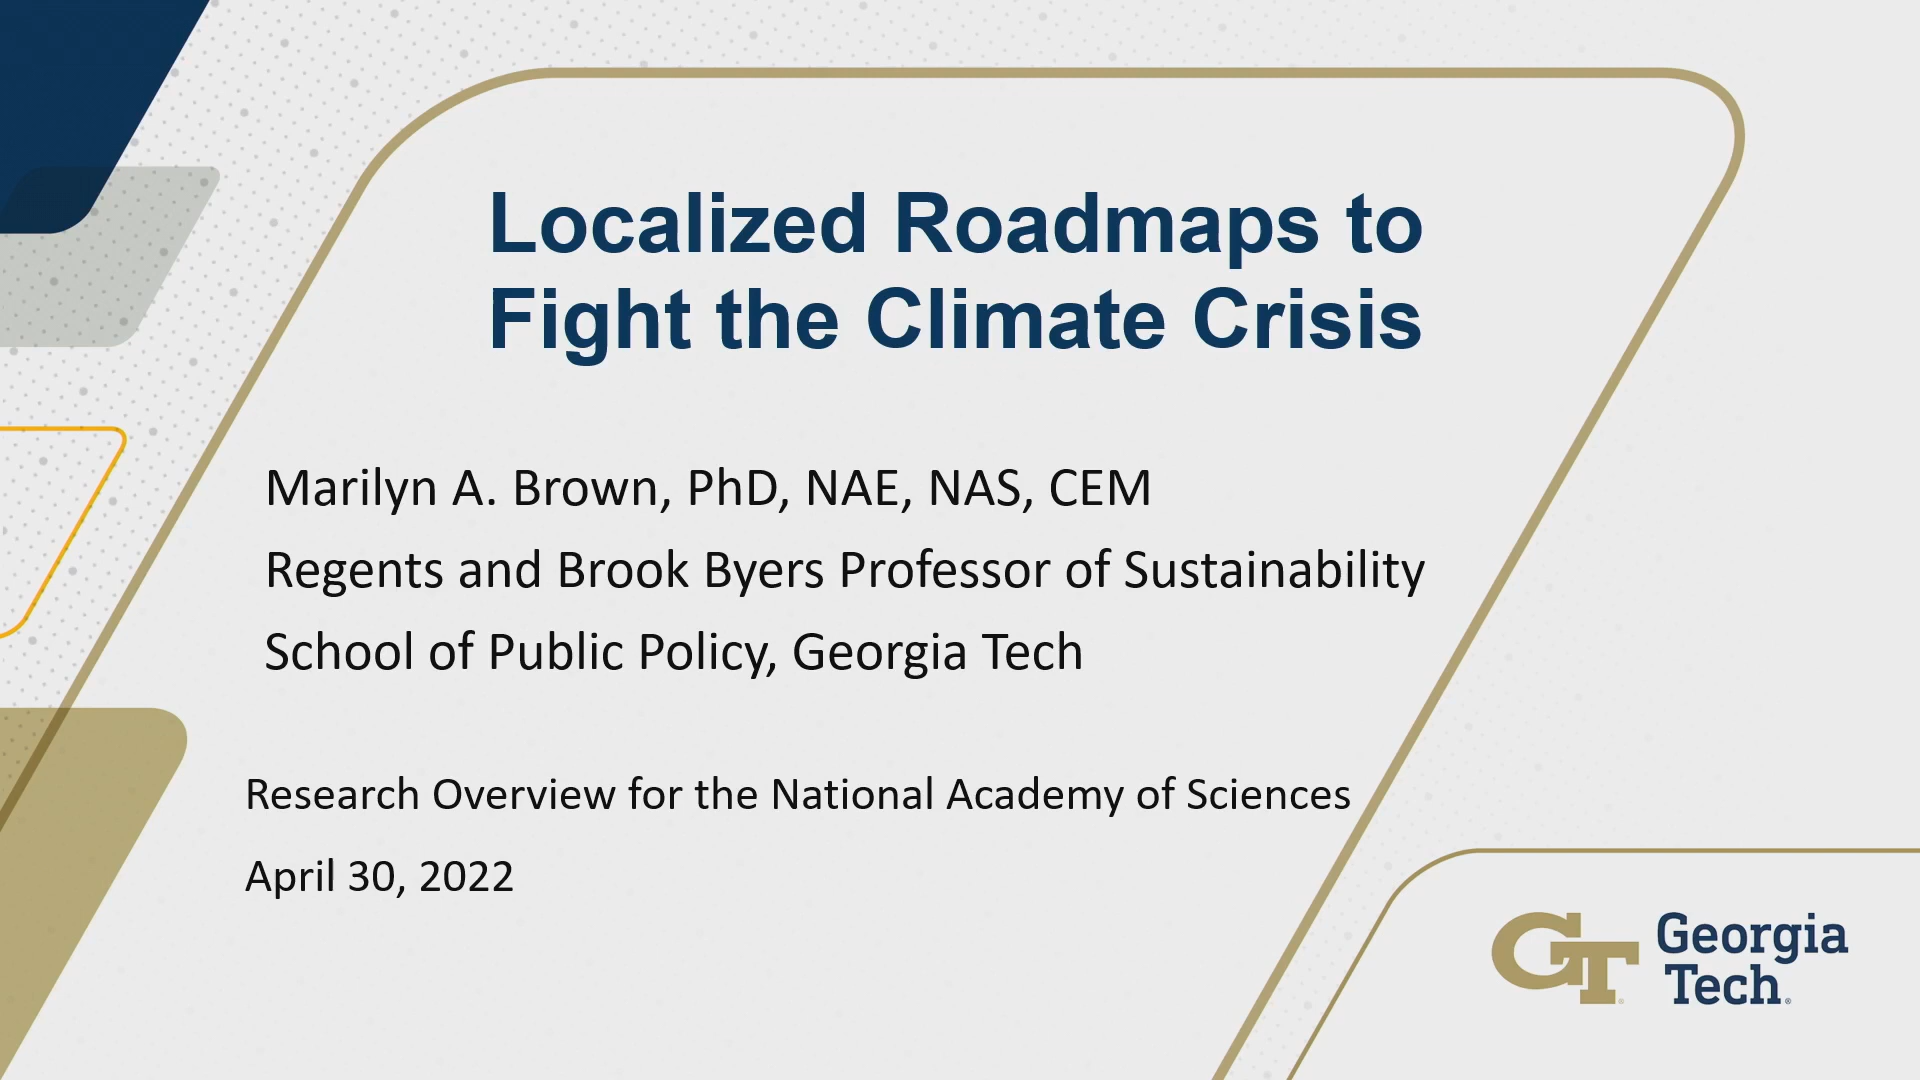 Localized Roadmaps to
Fight the Climate Crisis
Marilyn A. Brown, PhD, NAE, NAS, CEM
Regents and Brook Byers Professor of Sustainability
School of Public Policy, Georgia Tech
Research Overview for the National Academy of Sciences
April 30, 2022
GT
Georgia
Tech®